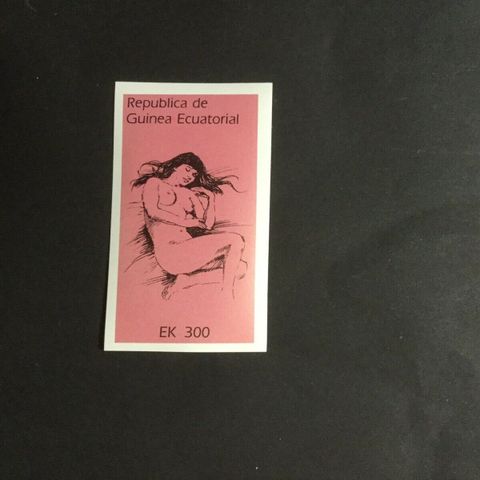 Republica de
Guinea Ecuatorial
EK 300